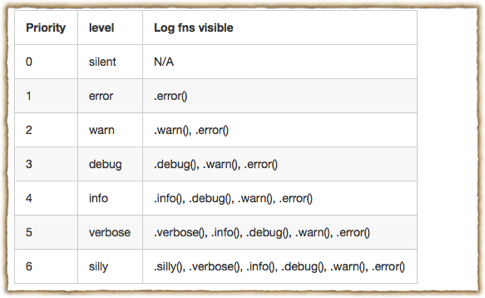 Priority level Log fns visible
0 silent N/A
1 error .error()
2 warn .warn(), .error()
3 debug .debug(), .warn(), .error()
4 info .info(), .debug(), .warn(), .error()
5 verbose .verbose(), .info(), .debug(), .warn(), .error()
6 silly .silly(), .verbose(), .info(), .debug(), .warn(), .error()